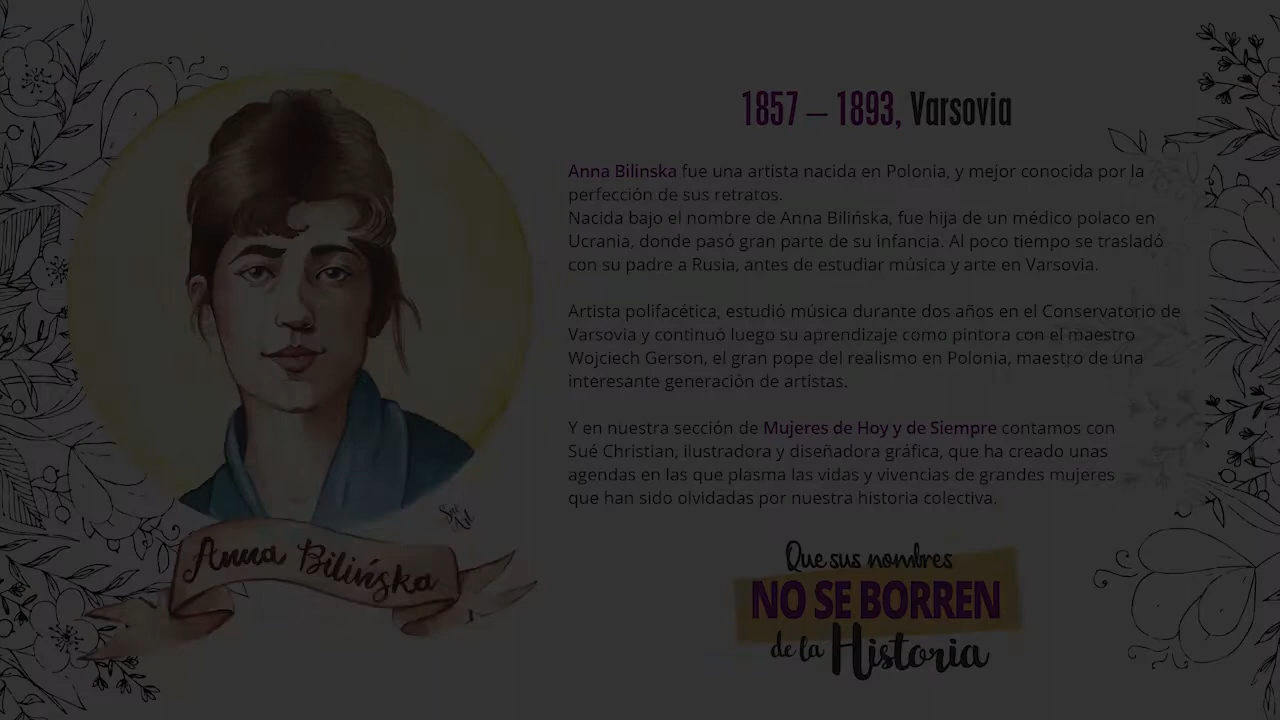 1857 – 1893, Varsovia
Anna Bilinska fue una artista nacida en Polonia, y mejor conocida por la
perfección de sus retratos.
Nacida bajo el nombre de Anna Bilińska, fue hija de un médico polaco en
Ucrania, donde pasó gran parte de su infancia. Al poco tiempo se trasladó
con su padre a Rusia, antes de estudiar música y arte en Varsovia.
Artista polifacética, estudió música durante dos años en el Conservatorio de
Varsovia y continuó luego su aprendizaje como pintora con el maestro
Wojciech Gerson, el gran pope del realismo en Polonia, maestro de una
interesante generación de artistas.
Y en nuestra sección de Mujeres de Hoy y de Siempre contamos con
Sué Christian, ilustradora y diseñadora gráfica, que ha creado unas
agendas en las que plasma las vidas y vivencias de grandes mujeres
que han sido olvidadas por nuestra historia colectiva.
Anna Bilińska
Que sus nombres
NO SE BORREN
de la Historia